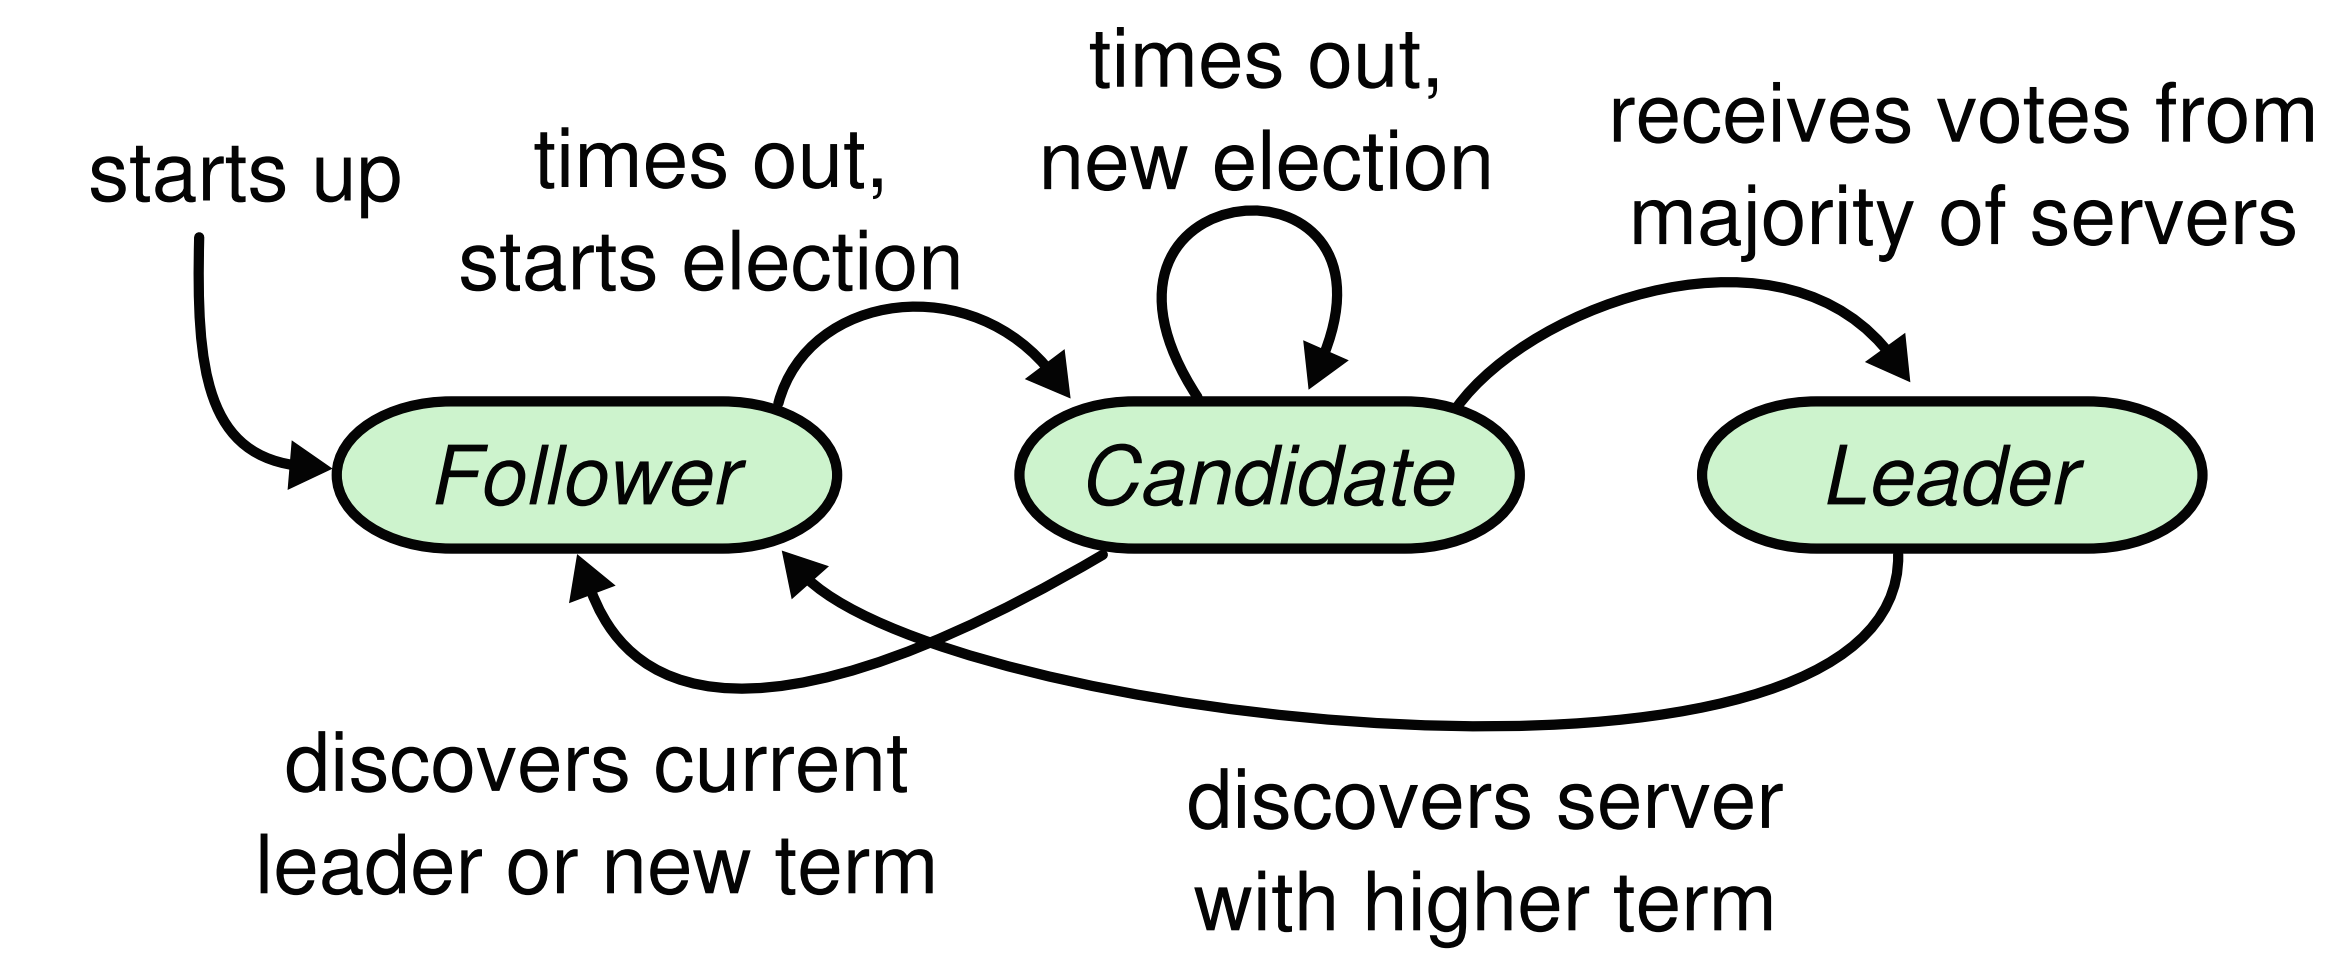 starts up
times out,
starts election
times out,
new election
receives votes from
majority of servers
Follower
Candidate
Leader
discovers current
leader or new term
discovers server
with higher term